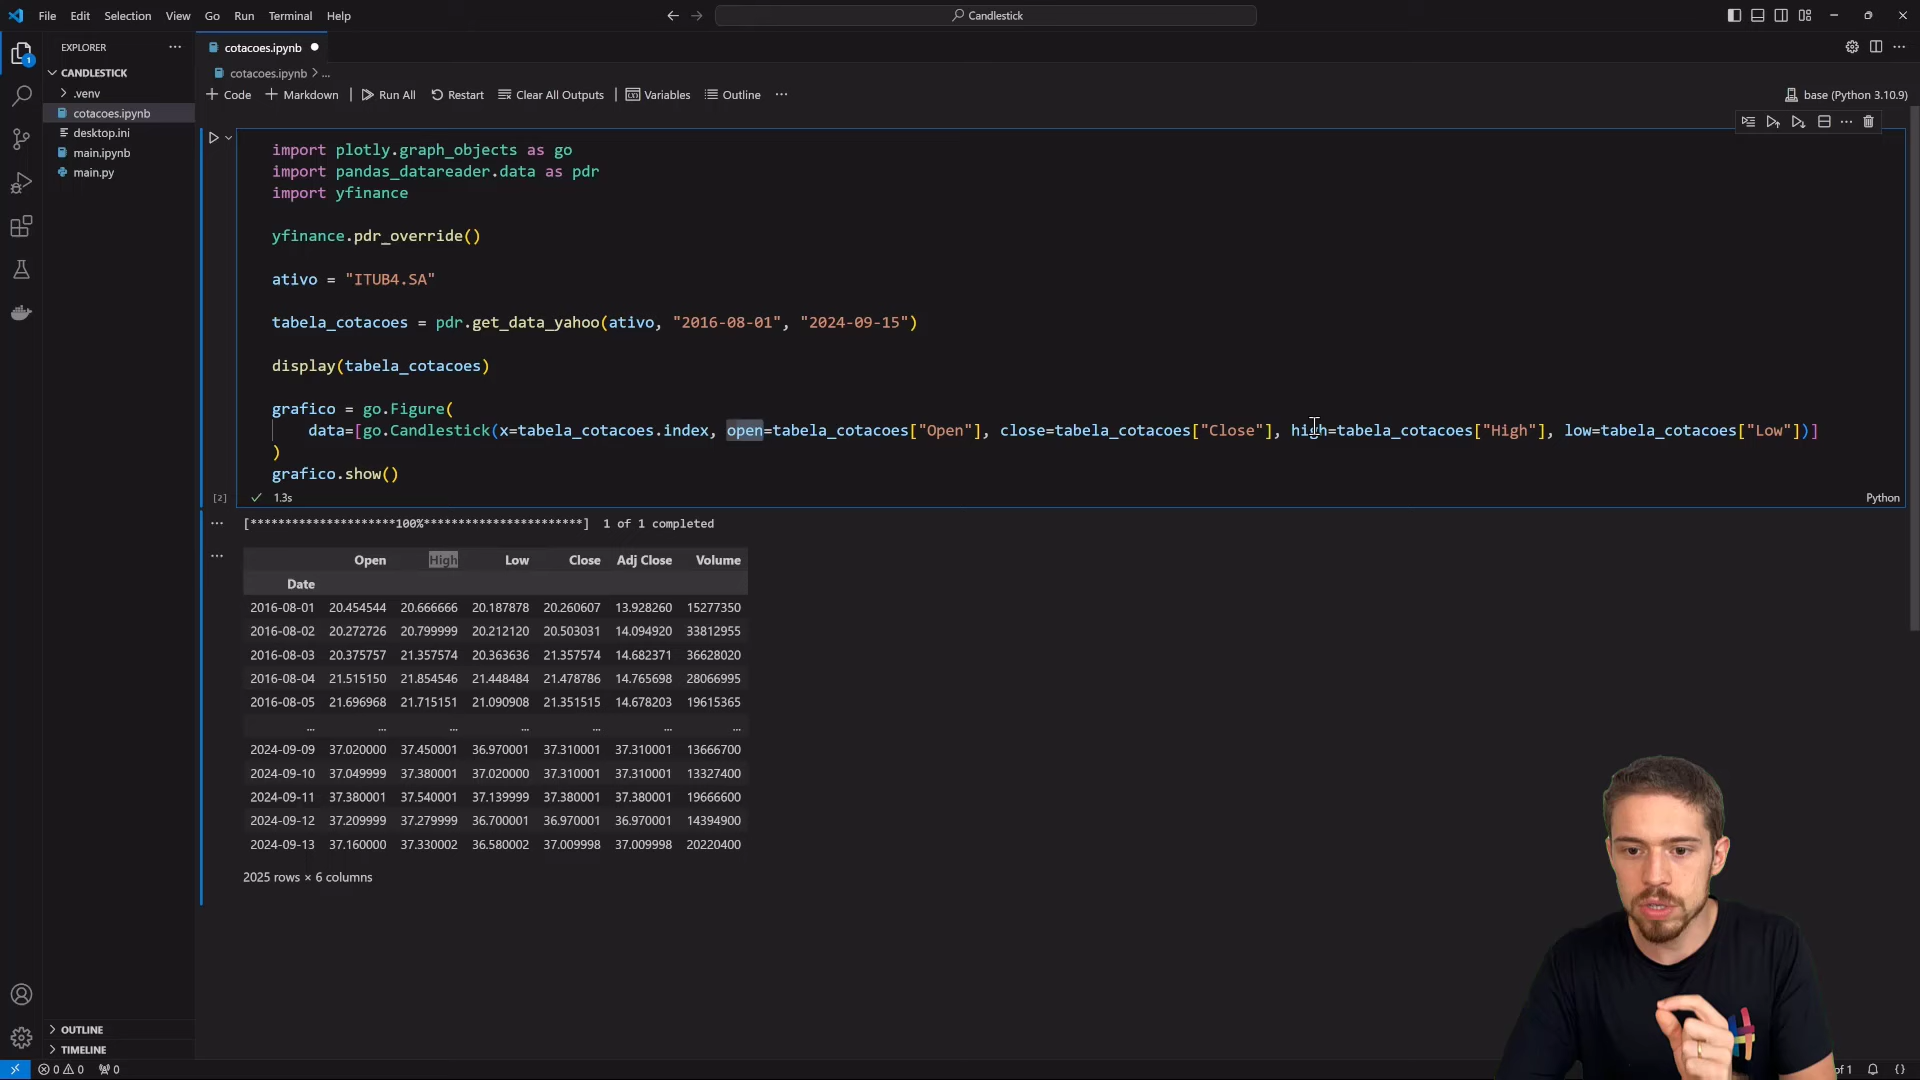 File Edit Selection View Go Run Terminal Help
Candlestick
EXPLORER
cotacoes.ipynb
CANDLESTICK
.venv
cotacoes.ipynb
desktop.ini
main.ipynb
main.py
1
cotacoes.ipynb > ...
+ Code + Markdown | Run All Restart Clear All Outputs | Variables Outline ...
base (Python 3.10.9)
import plotly.graph_objects as go
import pandas_datareader.data as pdr
import yfinance
yfinance.pdr_override()
ativo = "ITUB4.SA"
tabela_cotacoes = pdr.get_data_yahoo(ativo, "2016-08-01", "2024-09-15")
display(tabela_cotacoes)
grafico = go.Figure(
data=[go.Candlestick(x=tabela_cotacoes.index, open=tabela_cotacoes["Open"], close=tabela_cotacoes["Close"], high=tabela_cotacoes["High"], low=tabela_cotacoes["Low"])]
)
grafico.show()
[2] 1.3s Python
[*********************100%***********************] 1 of 1 completed
Open High Low Close Adj Close Volume
Date
2016-08-01 20.454544 20.666666 20.187878 20.260607 13.928260 15277350
2016-08-02 20.272726 20.799999 20.212120 20.503031 14.094920 33812955
2016-08-03 20.375757 21.357574 20.363636 21.357574 14.682371 36628020
2016-08-04 21.515150 21.854546 21.448484 21.478786 14.765698 28066995
2016-08-05 21.696968 21.715151 21.090908 21.351515 14.678203 19615365
... ... ... ... ... ... ...
2024-09-09 37.020000 37.450001 36.970001 37.310001 37.310001 13666700
2024-09-10 37.049999 37.380001 37.020000 37.310001 37.310001 13327400
2024-09-11 37.380001 37.540001 37.139999 37.380001 37.380001 19666600
2024-09-12 37.209999 37.279999 36.700001 36.970001 36.970001 14394900
2024-09-13 37.160000 37.330002 36.580002 37.009998 37.009998 20220400
2025 rows × 6 columns
OUTLINE
TIMELINE
0 0 0
of 1